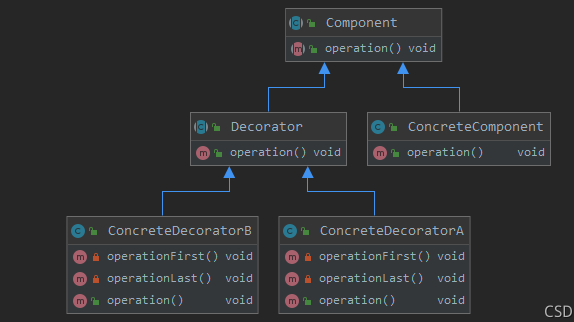 Component
operation() void
Decorator
operation() void
ConcreteComponent
operation() void
ConcreteDecoratorB
operationFirst() void
operationLast() void
operation() void
ConcreteDecoratorA
operationFirst() void
operationLast() void
operation() void
CSD